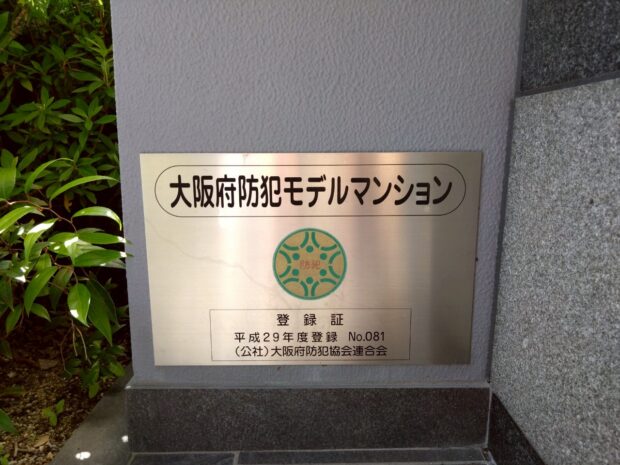 大阪府防犯モデルマンション
防犯
登録証
平成29年度登録 No.081
(公社)大阪府防犯協会連合会